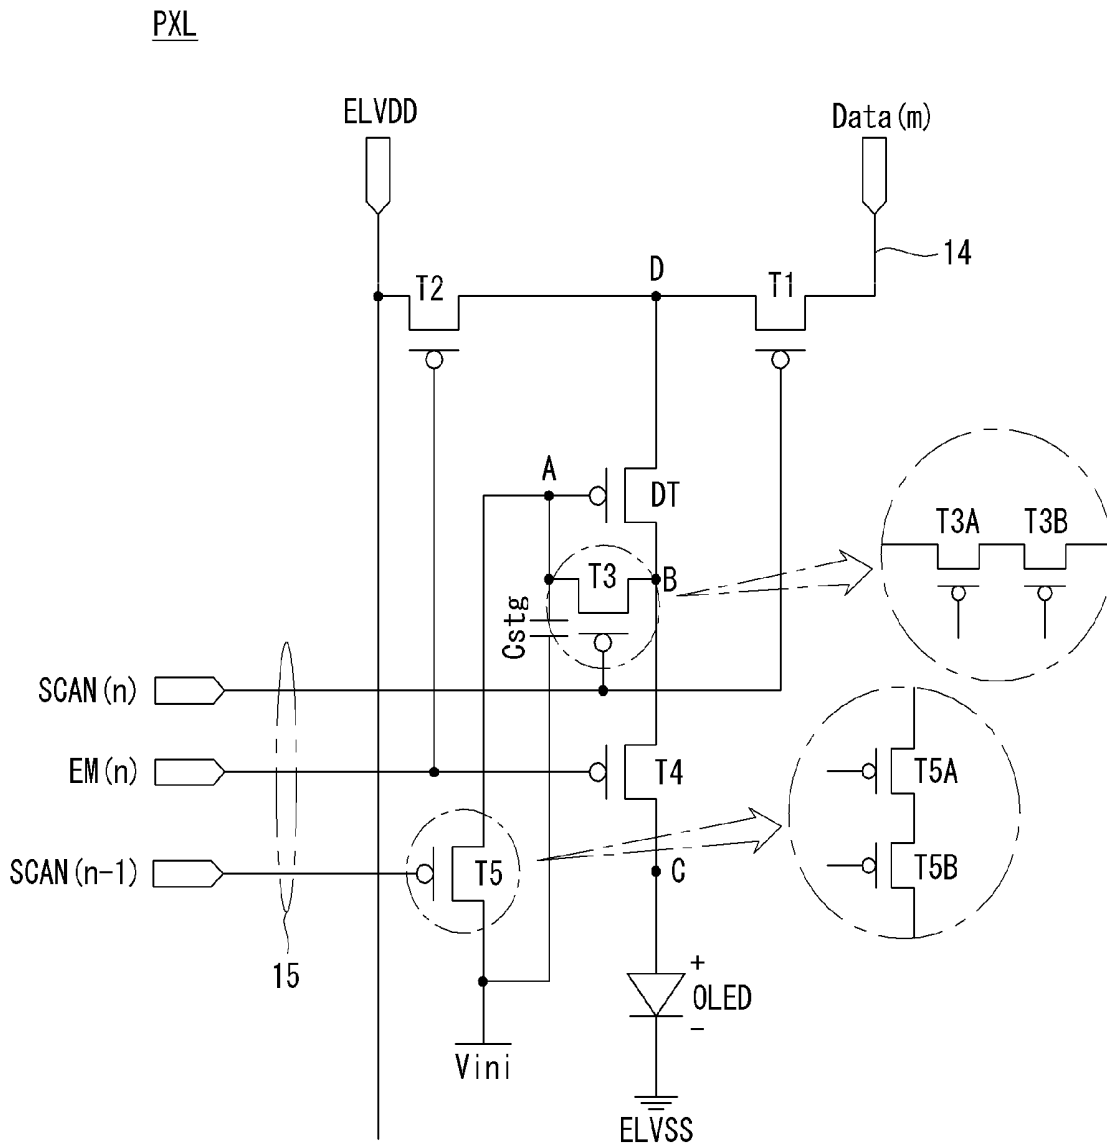 PXL
ELVDD
Data(m)
14
D
T2
T1
A
DT
T3A
T3B
T3
B
Cstg
SCAN(n)
EM(n)
T4
T5A
SCAN(n-1)
T5
C
T5B
15
+
OLED
-
Vini
ELVSS